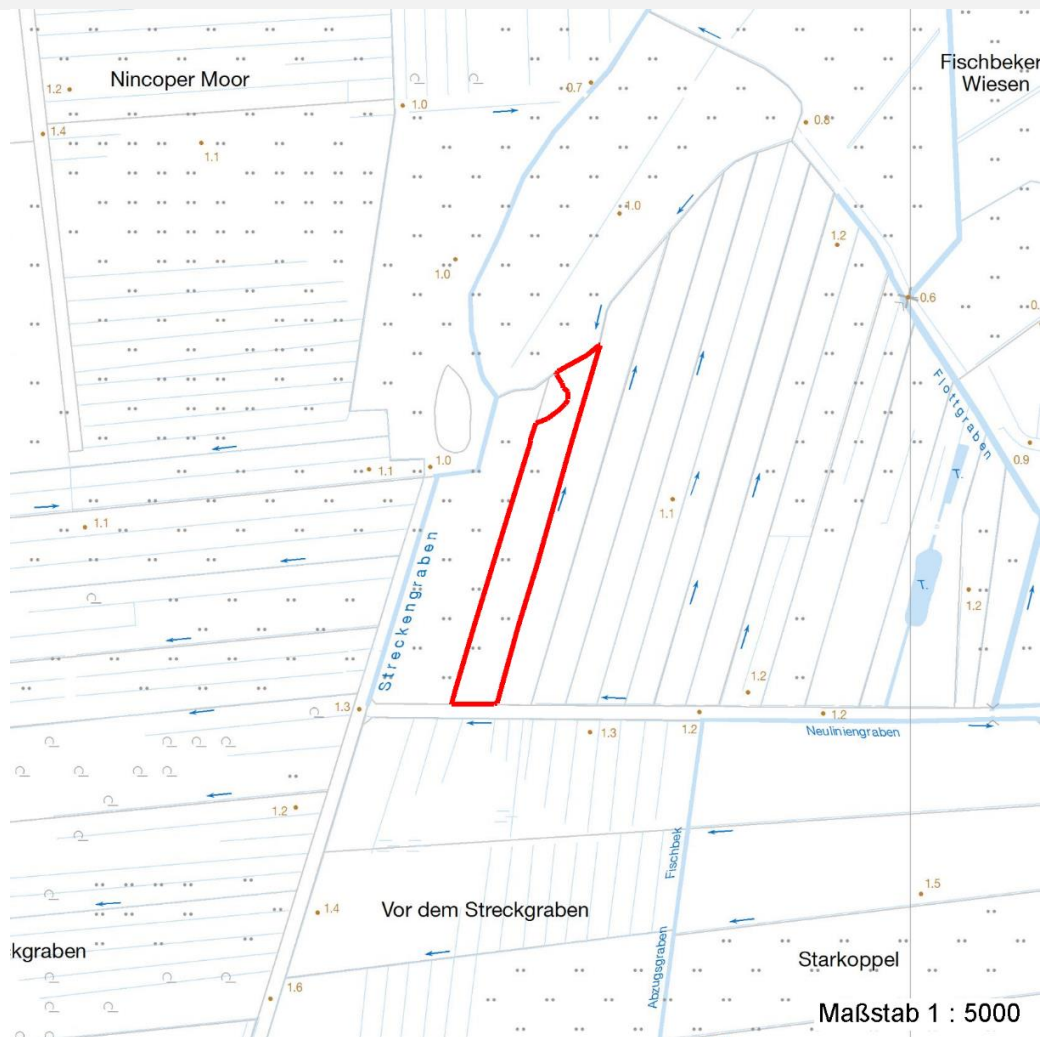 Nincoper Moor
Fischbeker
Wiesen
1.2
0.7
1.0
1.4
0.8
1.1
1.0
1.2
1.0
0.6
0.
Flottgraben
0.9
1.0
1.1
T.
1.1
1.1
Streckengraben
T.
1.2
1.2
1.3
1.2
1.2
1.3
Neuliniengraben
1.2
Fischbek
1.5
1.4
Vor dem Streckgraben
kgraben
Abzugsgraben
Starkoppel
1.6
Maßstab 1 : 5000